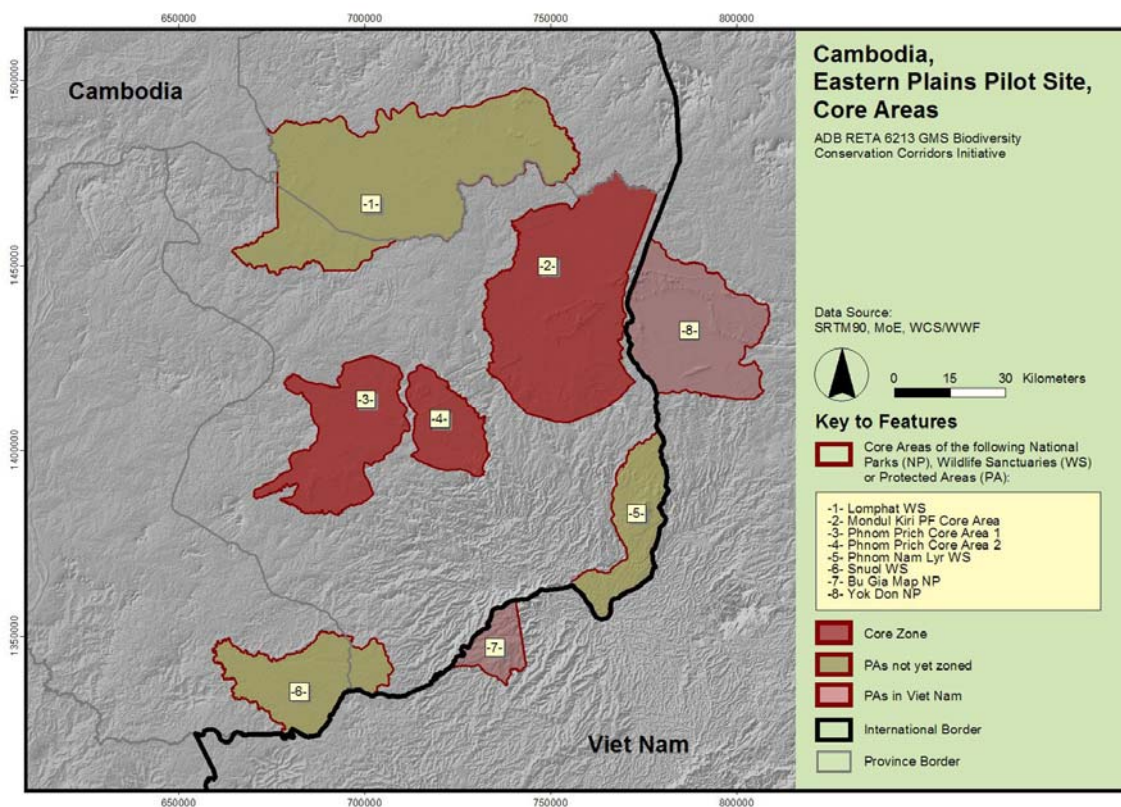 650000 700000 750000 800000
Cambodia
Viet Nam
1500000
1450000
1400000
1350000
-1-
-2-
-3-
-4-
-5-
-6-
-7-
-8-
650000 700000 750000 800000
Cambodia,
Eastern Plains Pilot Site,
Core Areas
ADB RETA 6213 GMS Biodiversity
Conservation Corridors Initiative
Data Source:
SRTM90, MoE, WCS/WWF
0 15 30 Kilometers
Key to Features
Core Areas of the following National
Parks (NP), Wildlife Sanctuaries (WS)
or Protected Areas (PA):
-1- Lomphat WS
-2- Mondul Kiri PF Core Area
-3- Phnom Prich Core Area 1
-4- Phnom Prich Core Area 2
-5- Phnom Nam Lyr WS
-6- Snuol WS
-7- Bu Gia Map NP
-8- Yok Don NP
Core Zone
PAs not yet zoned
PAs in Viet Nam
International Border
Province Border